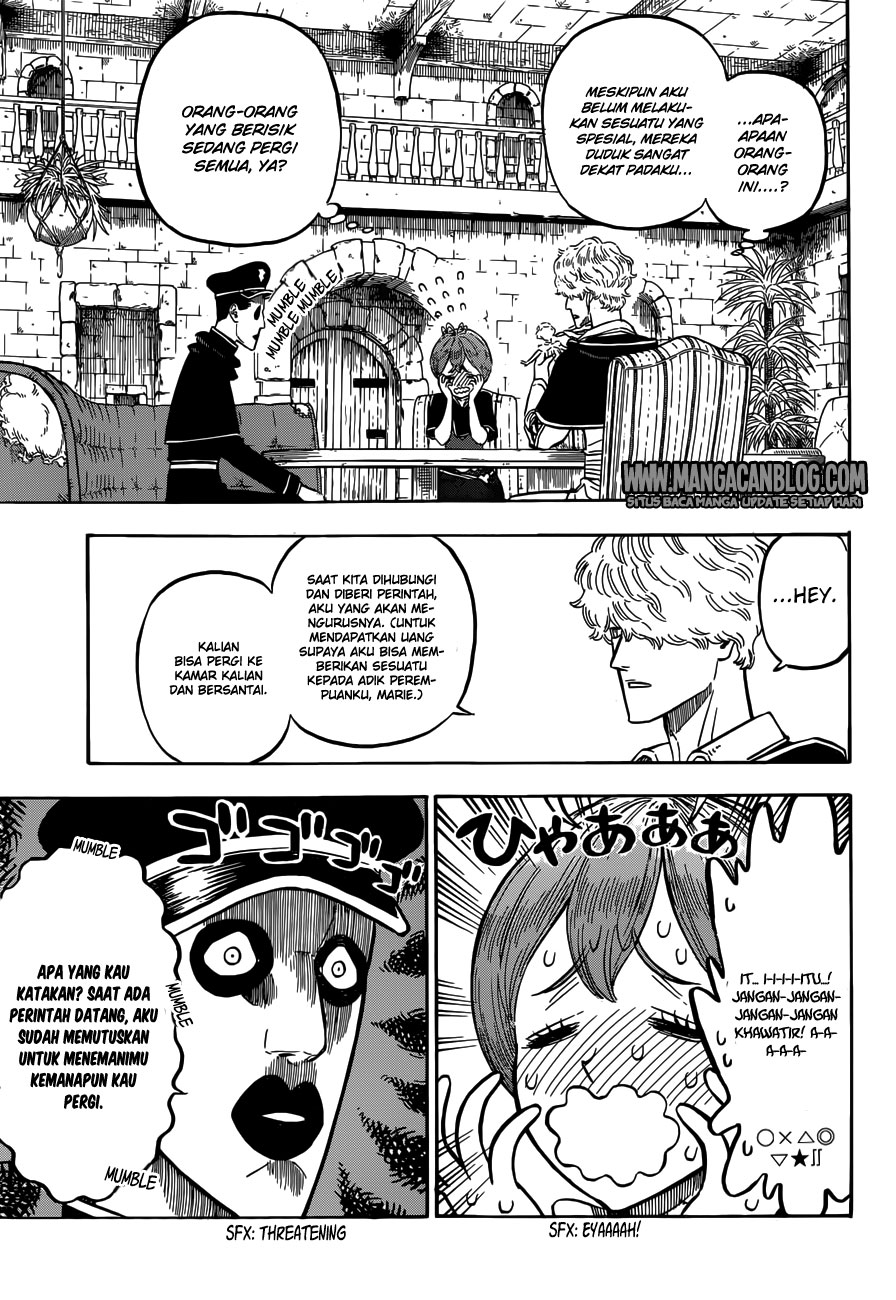 ...APA-
APAAN
ORANG-
ORANG
INI....?
MESKIPUN AKU
BELUM MELAKU-
KAN SESUATU YANG
SPESIAL, MEREKA
DUDUK SANGAT
DEKAT PADAKU...
ORANG-ORANG
YANG BERISIK
SEDANG PERGI
SEMUA, YA?
MUMBLE
MUMBLE MUMBLE
WWW.MANGACANBLOG.COM
SITUS BACA MANGA UPDATE SETIAP HARI
...HEY.
SAAT KITA DIHUBUNGI
DAN DIBERI PERINTAH,
AKU YANG AKAN ME-
NGURUSNYA. (UNTUK
MENDAPATKAN UANG
SUPAYA AKU BISA MEM-
BERIKAN SESUATU
KEPADA ADIK PEREM-
PUANKU, MARIE.)
KALIAN
BISA PERGI KE
KAMAR KALIAN
DAN BERSANTAI.
ひゃあああ
IT... I-I-I-I-ITU...!
JANGAN-JANGAN-
JANGAN-JANGAN
KHAWATIR! A-A-
A-A-A-
○×△◎
▽★∬
SFX: EYAAAAH!
ゴゴゴゴ
MUMBLE
APA YANG KAU
KATAKAN? SAAT ADA
PERINTAH DATANG, AKU
SUDAH MEMUTUSKAN
UNTUK MENEMANIMU
KEMANAPUN KAU
PERGI.
MUMBLE
MUMBLE
SFX: THREATENING